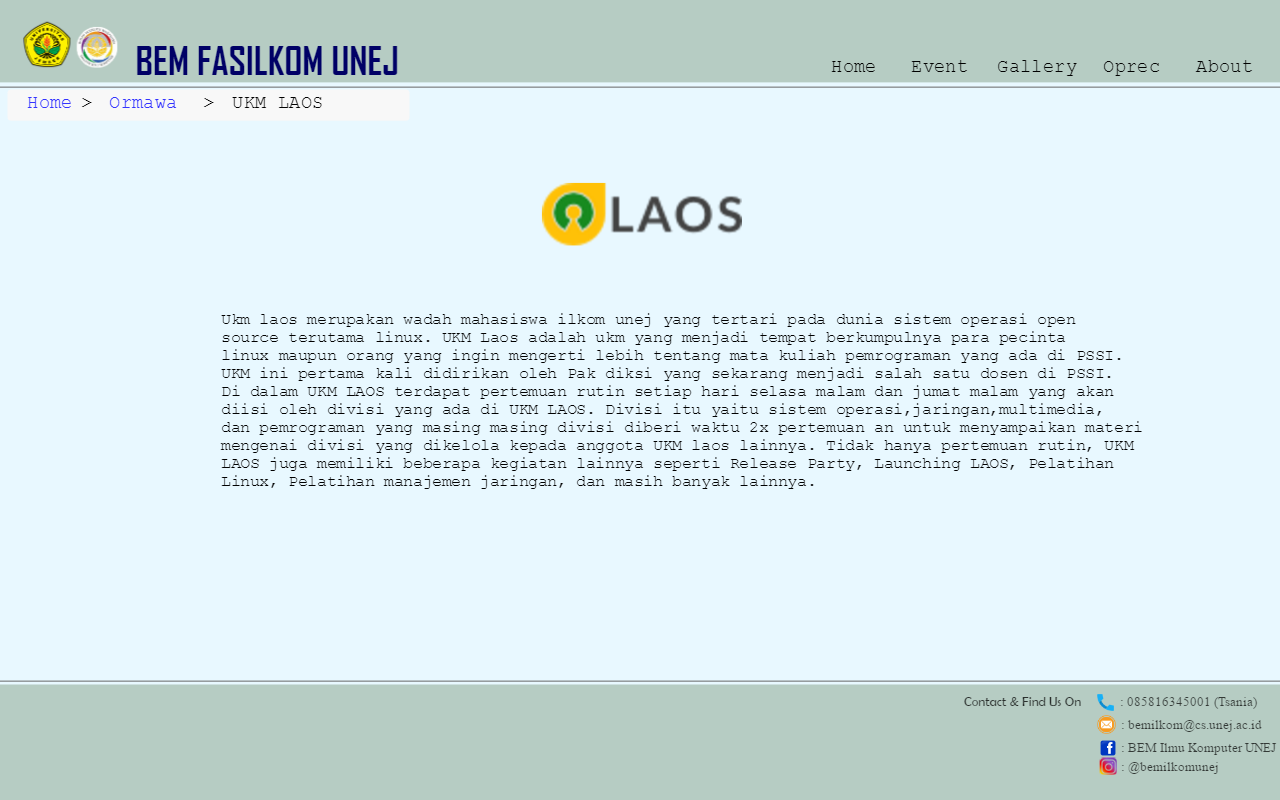 BEM FASILKOM UNEJ
Home Event Gallery Oprec About
Home > Ormawa > UKM LAOS
LAOS
Ukm laos merupakan wadah mahasiswa ilkom unej yang tertari pada dunia sistem operasi open
source terutama linux. UKM Laos adalah ukm yang menjadi tempat berkumpulnya para pecinta
linux maupun orang yang ingin mengerti lebih tentang mata kuliah pemrograman yang ada di PSSI.
UKM ini pertama kali didirikan oleh Pak diksi yang sekarang menjadi salah satu dosen di PSSI.
Di dalam UKM LAOS terdapat pertemuan rutin setiap hari selasa malam dan jumat malam yang akan
diisi oleh divisi yang ada di UKM LAOS. Divisi itu yaitu sistem operasi,jaringan,multimedia,
dan pemrograman yang masing masing divisi diberi waktu 2x pertemuan an untuk menyampaikan materi
mengenai divisi yang dikelola kepada anggota UKM laos lainnya. Tidak hanya pertemuan rutin, UKM
LAOS juga memiliki beberapa kegiatan lainnya seperti Release Party, Launching LAOS, Pelatihan
Linux, Pelatihan manajemen jaringan, dan masih banyak lainnya.
Contact & Find Us On : 085816345001 (Tsania)
: bemilkom@cs.unej.ac.id
: BEM Ilmu Komputer UNEJ
: @bemilkomunej